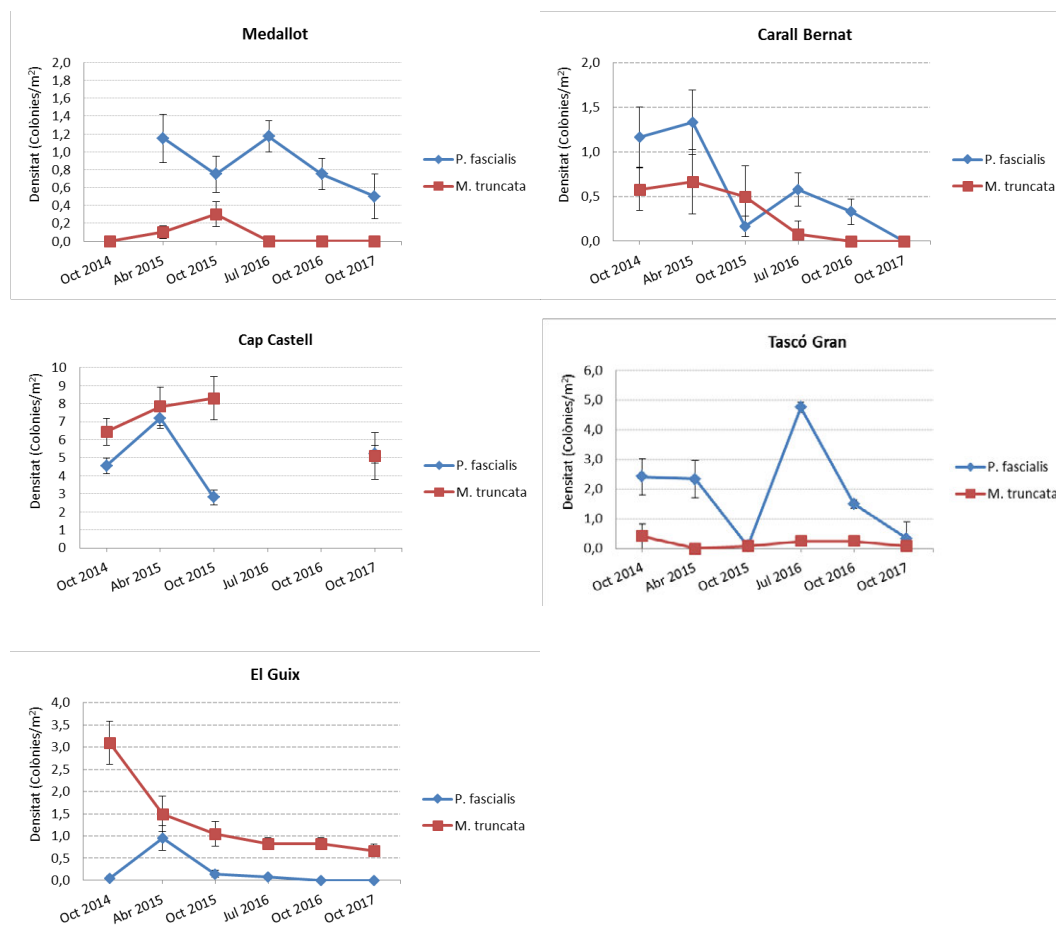 Medallot
Densitat (Colònies/m²)
2,0
1,8
1,6
1,4
1,2
1,0
0,8
0,6
0,4
0,2
0,0
Oct 2014
Abr 2015
Oct 2015
Jul 2016
Oct 2016
Oct 2017
P. fascialis
M. truncata
Carall Bernat
Densitat (Colònies/m²)
2,0
1,5
1,0
0,5
0,0
Oct 2014
Abr 2015
Oct 2015
Jul 2016
Oct 2016
Oct 2017
P. fascialis
M. truncata
Cap Castell
Densitat (Colònies/m²)
10
9
8
7
6
5
4
3
2
1
0
Oct 2014
Abr 2015
Oct 2015
Jul 2016
Oct 2016
Oct 2017
P. fascialis
M. truncata
Tascó Gran
Densitat (Colònies/m²)
6,0
5,0
4,0
3,0
2,0
1,0
0,0
Oct 2014
Abr 2015
Oct 2015
Jul 2016
Oct 2016
Oct 2017
P. fascialis
M. truncata
El Guix
Densitat (Colònies/m²)
4,0
3,5
3,0
2,5
2,0
1,5
1,0
0,5
0,0
Oct 2014
Abr 2015
Oct 2015
Jul 2016
Oct 2016
Oct 2017
P. fascialis
M. truncata